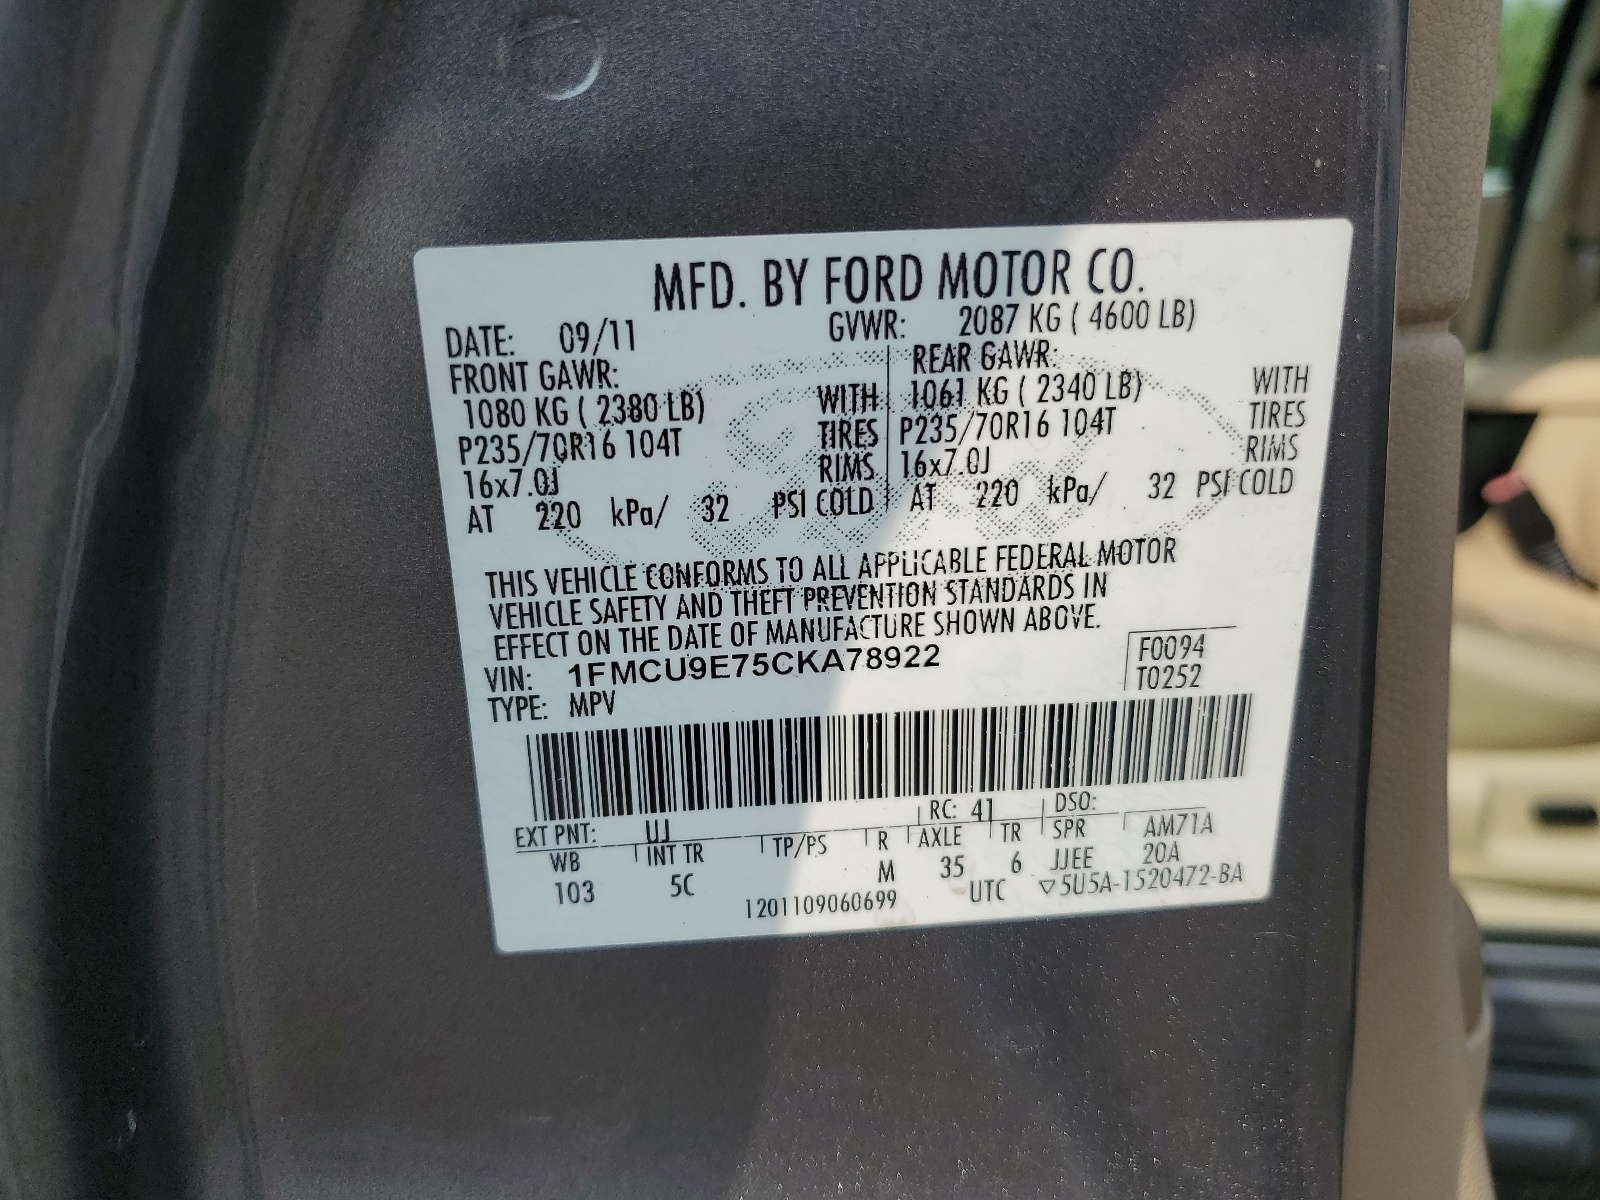 MFD. BY FORD MOTOR CO.
DATE: 09/11 GVWR: 2087 KG ( 4600 LB)
FRONT GAWR: REAR GAWR:
1080 KG ( 2380 LB) WITH 1061 KG ( 2340 LB) WITH
P235/70R16 104T TIRES P235/70R16 104T TIRES
16x7.0J RIMS 16x7.0J RIMS
AT 220 kPa/ 32 PSI COLD AT 220 kPa/ 32 PSI COLD
THIS VEHICLE CONFORMS TO ALL APPLICABLE FEDERAL MOTOR
VEHICLE SAFETY AND THEFT PREVENTION STANDARDS IN
EFFECT ON THE DATE OF MANUFACTURE SHOWN ABOVE.
VIN: 1FMCU9E75CKA78922 F0094
TYPE: MPV T0252
EXT PNT: UJ RC: 41 DSO:
WB INT TR TP/PS R AXLE TR SPR AM71A
103 5C M 35 6 JJEE 20A
1201109060699 UTC ▽5U5A-1520472-BA